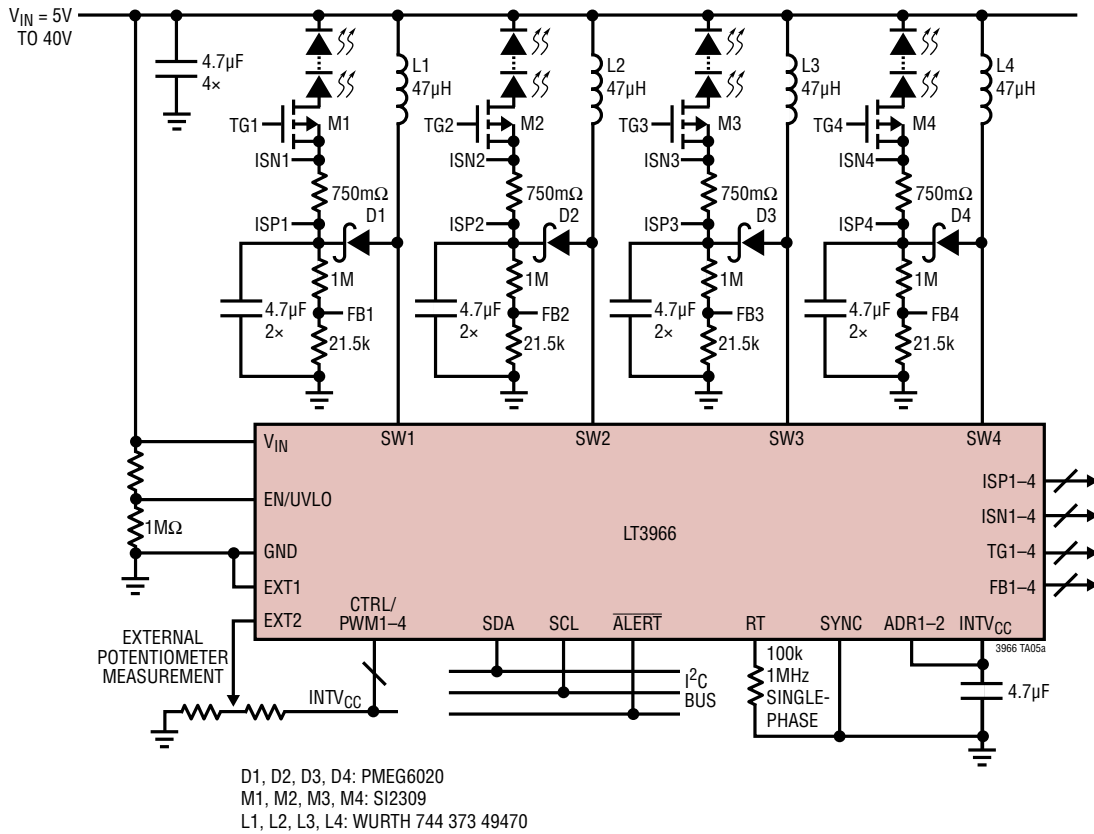 VIN = 5V
TO 40V
4.7µF
4×
L1
47µH
L2
47µH
L3
47µH
L4
47µH
TG1
M1
TG2
M2
TG3
M3
TG4
M4
ISN1
ISN2
ISN3
ISN4
750mΩ
750mΩ
750mΩ
750mΩ
ISP1
D1
ISP2
D2
ISP3
D3
ISP4
D4
1M
1M
1M
1M
4.7µF
2×
FB1
4.7µF
2×
FB2
4.7µF
2×
FB3
4.7µF
2×
FB4
21.5k
21.5k
21.5k
21.5k
VIN
SW1
SW2
SW3
SW4
EN/UVLO
1MΩ
GND
EXT1
EXT2
LT3966
ISP1–4
ISN1–4
TG1–4
FB1-4
CTRL/
PWM1–4
SDA
SCL
ALERT
RT
SYNC
ADR1–2
INTVCC
3966 TA05a
EXTERNAL
POTENTIOMETER
MEASUREMENT
INTVCC
I2C
BUS
100k
1MHz
SINGLE-
PHASE
4.7µF
D1, D2, D3, D4: PMEG6020
M1, M2, M3, M4: SI2309
L1, L2, L3, L4: WURTH 744 373 49470